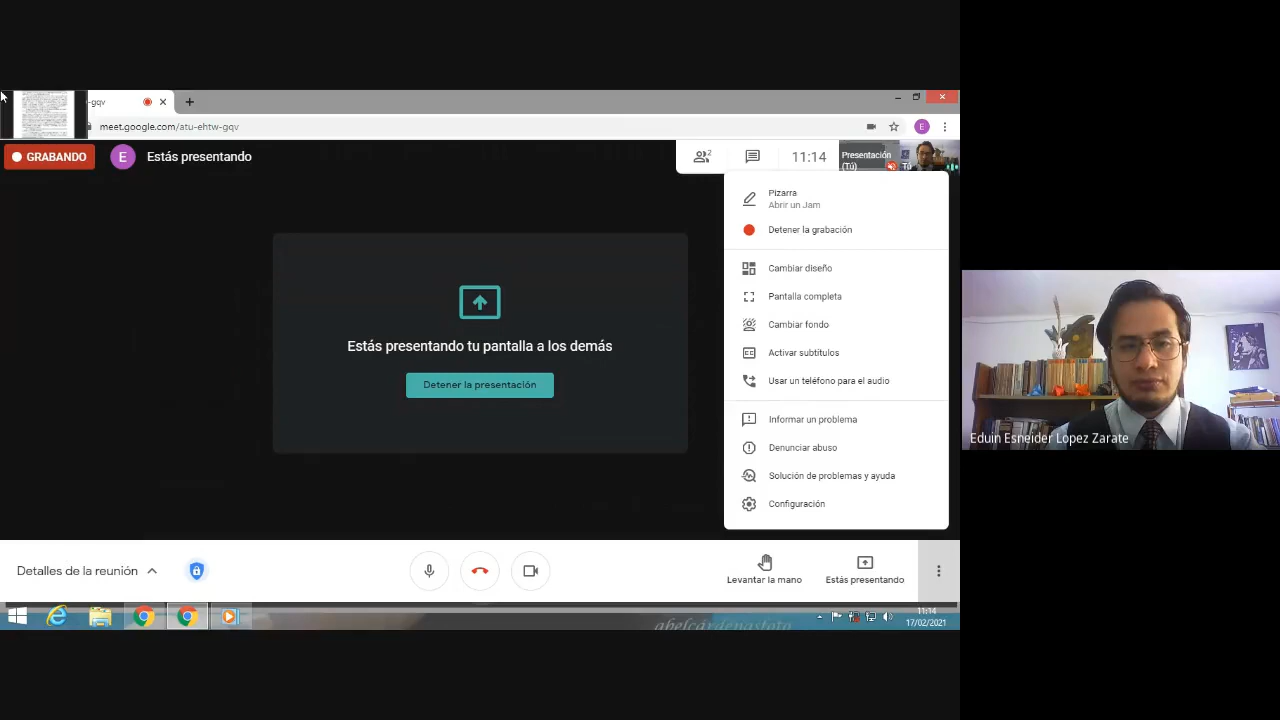 -gqv
meet.google.com/atu-ehtw-gqv
E
GRABANDO
E
Estás presentando
2
11:14
Presentación
(Tú)
Tú
Pizarra
Abrir un Jam
Detener la grabación
Cambiar diseño
Pantalla completa
Cambiar fondo
Activar subtítulos
Usar un teléfono para el audio
Informar un problema
Denunciar abuso
Solución de problemas y ayuda
Configuración
Estás presentando tu pantalla a los demás
Detener la presentación
Eduin Esneider Lopez Zarate
Detalles de la reunión
Levantar la mano
Estás presentando
abelcárdenasfoto
11:14
17/02/2021